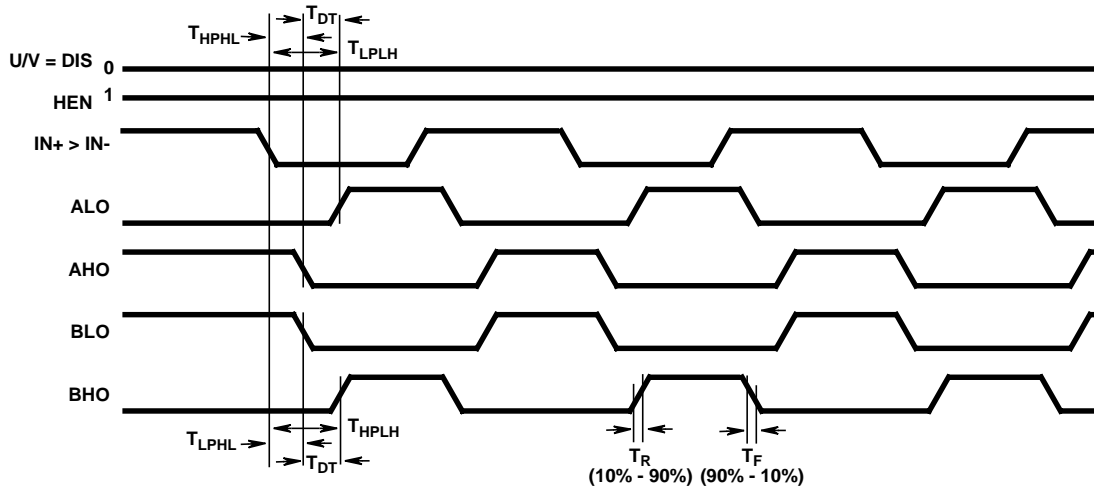 T_DT
T_HPHL
T_LPLH
U/V = DIS 0
HEN 1
IN+ > IN-
ALO
AHO
BLO
BHO
T_LPHL
T_HPLH
T_DT
T_R
(10% - 90%)
T_F
(90% - 10%)